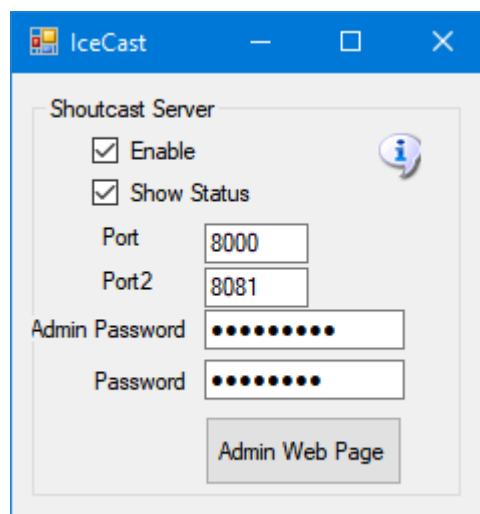 IceCast
Shoutcast Server
Enable
Show Status
Port 8000
Port2 8081
Admin Password ●●●●●●●●●
Password ●●●●●●●●
Admin Web Page